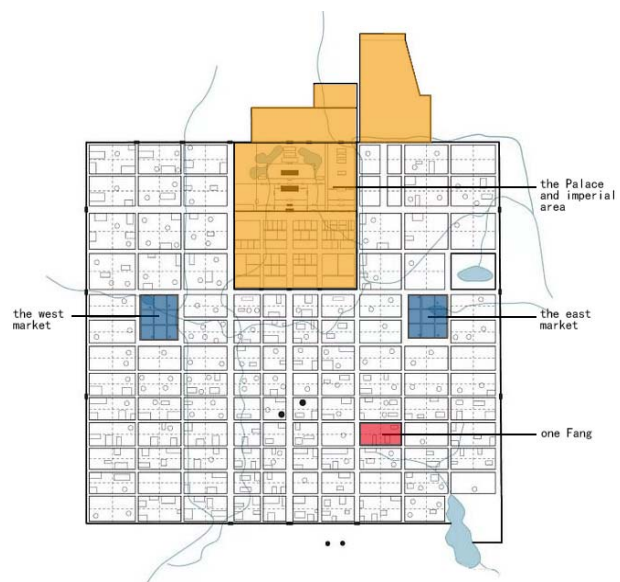 the Palace
and imperial
area
the west
market
the east
market
one Fang